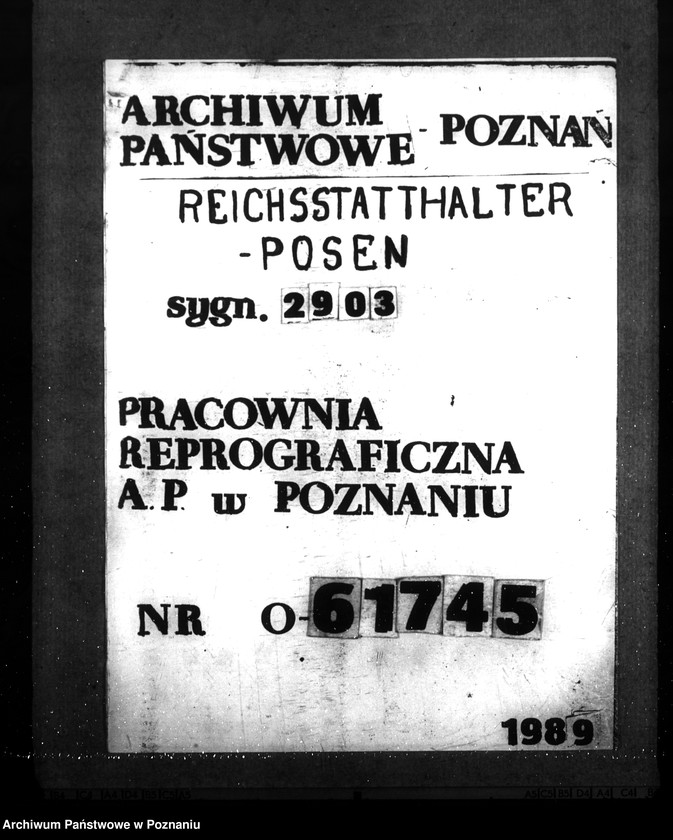 ARCHIWUM
PAŃSTWOWE - POZNAŃ
REICHSSTATTHALTER
-POSEN
sygn. 2903
PRACOWNIA
REPROGRAFICZNA
A.P. w POZNANIU
NR O-61745
1989
Archiwum Państwowe w Poznaniu